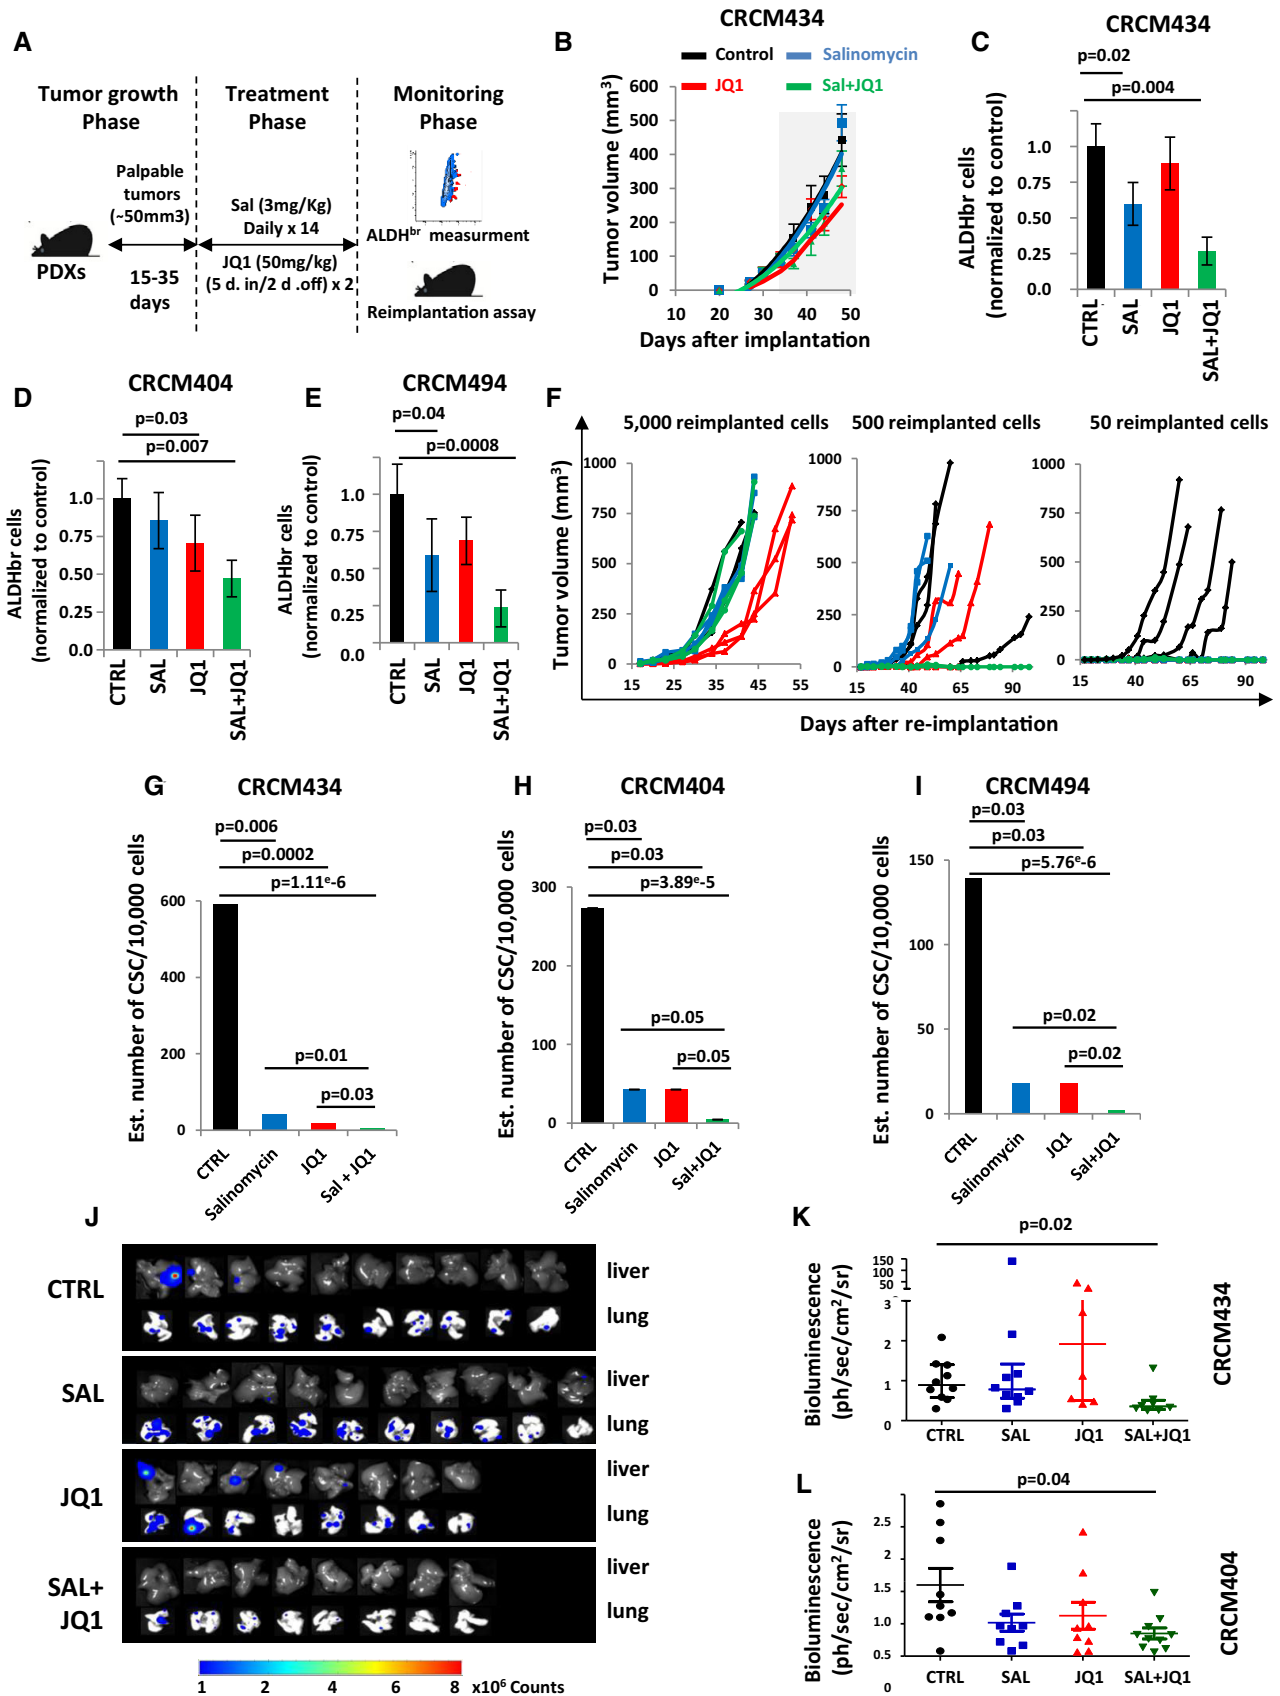 A
Tumor growth Phase
Treatment Phase
Monitoring Phase
Palpable tumors (~50mm3)
Sal (3mg/Kg)
Daily x 14
PDXs
15-35 days
JQ1 (50mg/kg)
(5 d. in/2 d .off) x 2
ALDHbr measurment
Reimplantation assay
B
CRCM434
Control
Salinomycin
JQ1
Sal+JQ1
Tumor volume (mm3)
600
500
400
300
200
100
0
10 20 30 40 50
Days after implantation
C
CRCM434
p=0.02
p=0.004
ALDHbr cells
(normalized to control)
1.0
0.75
0.50
0.25
0.0
CTRL
SAL
JQ1
SAL+JQ1
D
CRCM404
p=0.03
p=0.007
ALDHbr cells
(normalized to control)
1.0
0.75
0.50
0.25
0.0
CTRL
SAL
JQ1
SAL+JQ1
E
CRCM494
p=0.04
p=0.0008
ALDHbr cells
(normalized to control)
1.0
0.75
0.50
0.25
0.0
CTRL
SAL
JQ1
SAL+JQ1
F
5,000 reimplanted cells
500 reimplanted cells
50 reimplanted cells
Tumor volume (mm3)
1000
750
500
250
0
15 25 35 45 55
1000
750
500
250
0
15 40 65 90
1000
750
500
250
0
15 40 65 90
Days after re-implantation
G
CRCM434
p=0.006
p=0.0002
p=1.11e-6
Est. number of CSC/10,000 cells
600
400
200
0
p=0.01
p=0.03
CTRL
Salinomycin
JQ1
Sal + JQ1
H
CRCM404
p=0.03
p=0.03
p=3.89e-5
Est. number of CSC/10,000 cells
300
200
100
0
p=0.05
p=0.05
CTRL
Salinomycin
JQ1
Sal+JQ1
I
CRCM494
p=0.03
p=0.03
p=5.76e-6
Est. number of CSC/10,000 cells
150
100
50
0
p=0.02
p=0.02
CTRL
Salinomycin
JQ1
Sal+JQ1
J
CTRL
liver
lung
SAL
liver
lung
JQ1
liver
lung
SAL+
JQ1
liver
lung
1 2 4 6 8 x106 Counts
K
p=0.02
Bioluminescence
(ph/sec/cm2/sr)
150
100
50
3
2
1
0
CTRL SAL JQ1 SAL+JQ1
CRCM434
L
p=0.04
Bioluminescence
(ph/sec/cm2/sr)
2.5
2.0
1.5
1.0
0.5
0
CTRL SAL JQ1 SAL+JQ1
CRCM404